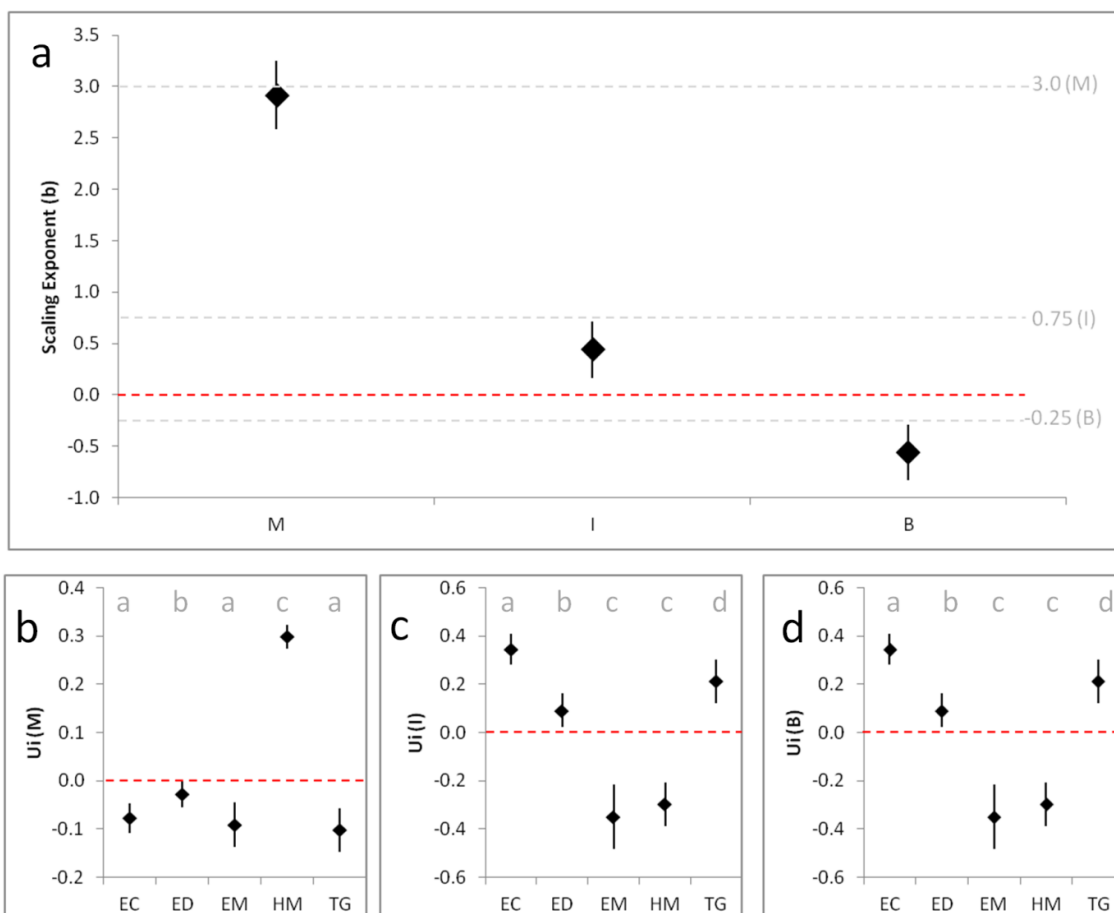 a
Scaling Exponent (b)
3.5
3.0
2.5
2.0
1.5
1.0
0.5
0.0
-0.5
-1.0
3.0 (M)
0.75 (I)
-0.25 (B)
M I B
b
Ui (M)
0.4
0.3
0.2
0.1
0.0
-0.1
-0.2
a b a c a
EC ED EM HM TG
c
Ui (I)
0.6
0.4
0.2
0.0
-0.2
-0.4
-0.6
a b c c d
EC ED EM HM TG
d
Ui (B)
0.6
0.4
0.2
0.0
-0.2
-0.4
-0.6
a b c c d
EC ED EM HM TG